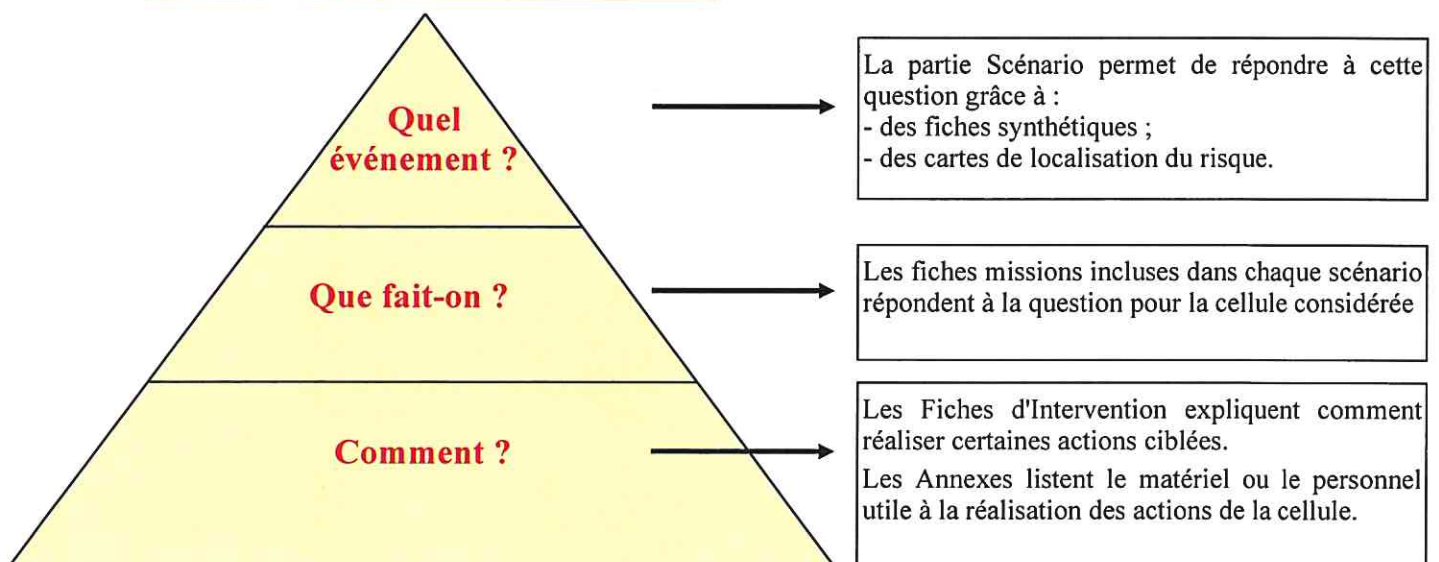 Quel
événement ?
La partie Scénario permet de répondre à cette
question grâce à :
- des fiches synthétiques ;
- des cartes de localisation du risque.
Que fait-on ?
Les fiches missions incluses dans chaque scénario
répondent à la question pour la cellule considérée
Comment ?
Les Fiches d'Intervention expliquent comment
réaliser certaines actions ciblées.
Les Annexes listent le matériel ou le personnel
utile à la réalisation des actions de la cellule.